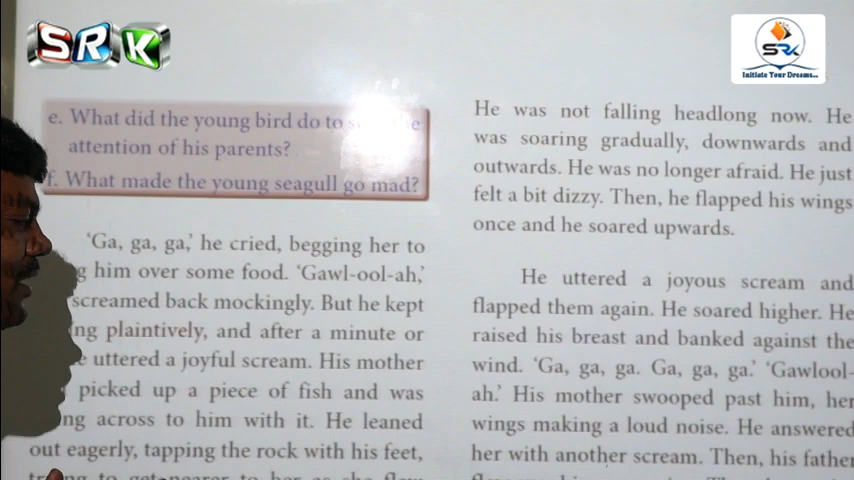 SRK
SRK
Initiate Your Dreams...
e. What did the young bird do to
attention of his parents?
f. What made the young seagull go mad?
'Ga, ga, ga,' he cried, begging her to
him over some food. 'Gawl-ool-ah,'
screamed back mockingly. But he kept
plaintively, and after a minute or
uttered a joyful scream. His mother
picked up a piece of fish and was
across to him with it. He leaned
out eagerly, tapping the rock with his feet,
to get nearer to her as she flew
He was not falling headlong now. He
was soaring gradually, downwards and
outwards. He was no longer afraid. He just
felt a bit dizzy. Then, he flapped his wings
once and he soared upwards.
He uttered a joyous scream and
flapped them again. He soared higher. He
raised his breast and banked against the
wind. 'Ga, ga, ga. Ga, ga, ga.' 'Gawlool-
ah.' His mother swooped past him, her
wings making a loud noise. He answered
her with another scream. Then, his father